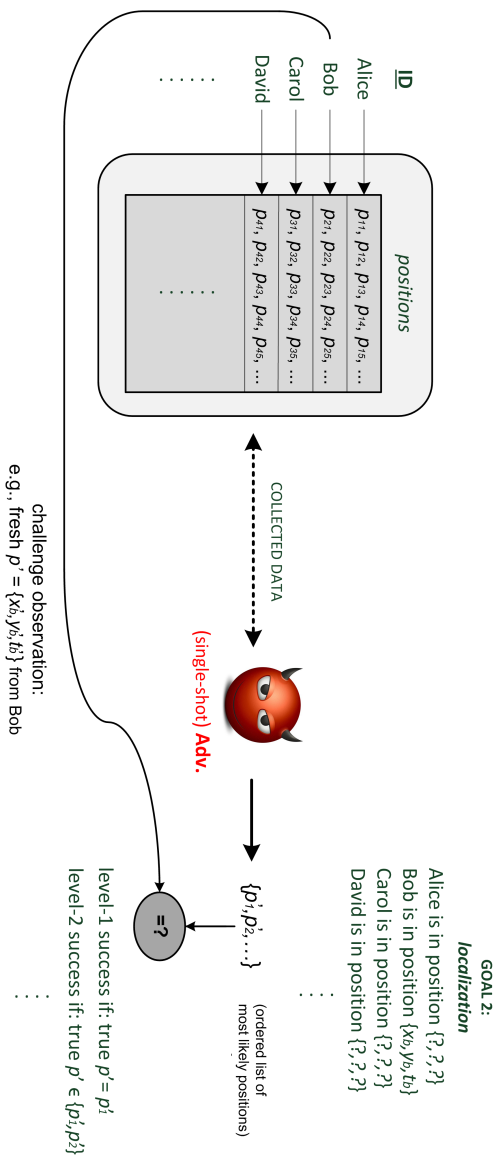 GOAL 2:
localization
ID
Alice
Bob
Carol
David
. . . . . .
positions
p11, p12, p13, p14, p15, ...
p21, p22, p23, p24, p25, ...
p31, p32, p33, p34, p35, ...
p41, p42, p43, p44, p45, ...
. . . . . .
COLLECTED DATA
(single-shot) Adv.
Alice is in position {?,?,?}
Bob is in position {xb,yb,tb}
Carol is in position {?,?,?}
David is in position {?,?,?}
. . . .
{p'1,p'2,...}
(ordered list of
most likely positions)
=?
challenge observation:
e.g., fresh p' = {x'b,y'b,t'b} from Bob
level-1 success if: true p' = p'1
level-2 success if: true p' ∈ {p'1,p'2}
. . . .